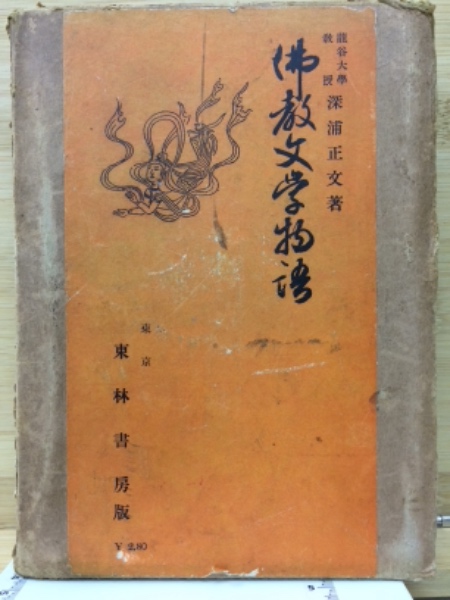 龍谷大學
教授
深浦正文著
佛教文学物語
東京
東林書房版
¥ 2.80